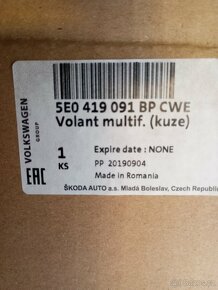 5E0 419 091 BP CWE
Volant multif. (kuze)
VOLKSWAGEN
GROUP
1
KS
Expire date : NONE
PP 20190904
Made in Romania
EAC
ŠKODA AUTO a.s. Mladá Boleslav, Czech Republic